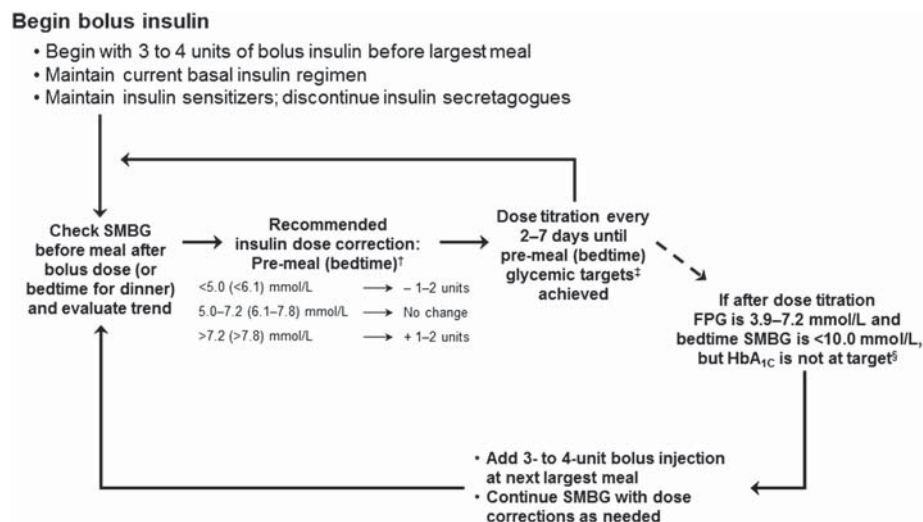 Begin bolus insulin
• Begin with 3 to 4 units of bolus insulin before largest meal
• Maintain current basal insulin regimen
• Maintain insulin sensitizers; discontinue insulin secretagogues
Check SMBG
before meal after
bolus dose (or
bedtime for dinner)
and evaluate trend
Recommended
insulin dose correction:
Pre-meal (bedtime)†
<5.0 (<6.1) mmol/L → – 1–2 units
5.0–7.2 (6.1–7.8) mmol/L → No change
>7.2 (>7.8) mmol/L → + 1–2 units
Dose titration every
2–7 days until
pre-meal (bedtime)
glycemic targets‡
achieved
If after dose titration
FPG is 3.9–7.2 mmol/L and
bedtime SMBG is <10.0 mmol/L,
but HbA1C is not at target§
• Add 3- to 4-unit bolus injection
at next largest meal
• Continue SMBG with dose
corrections as needed